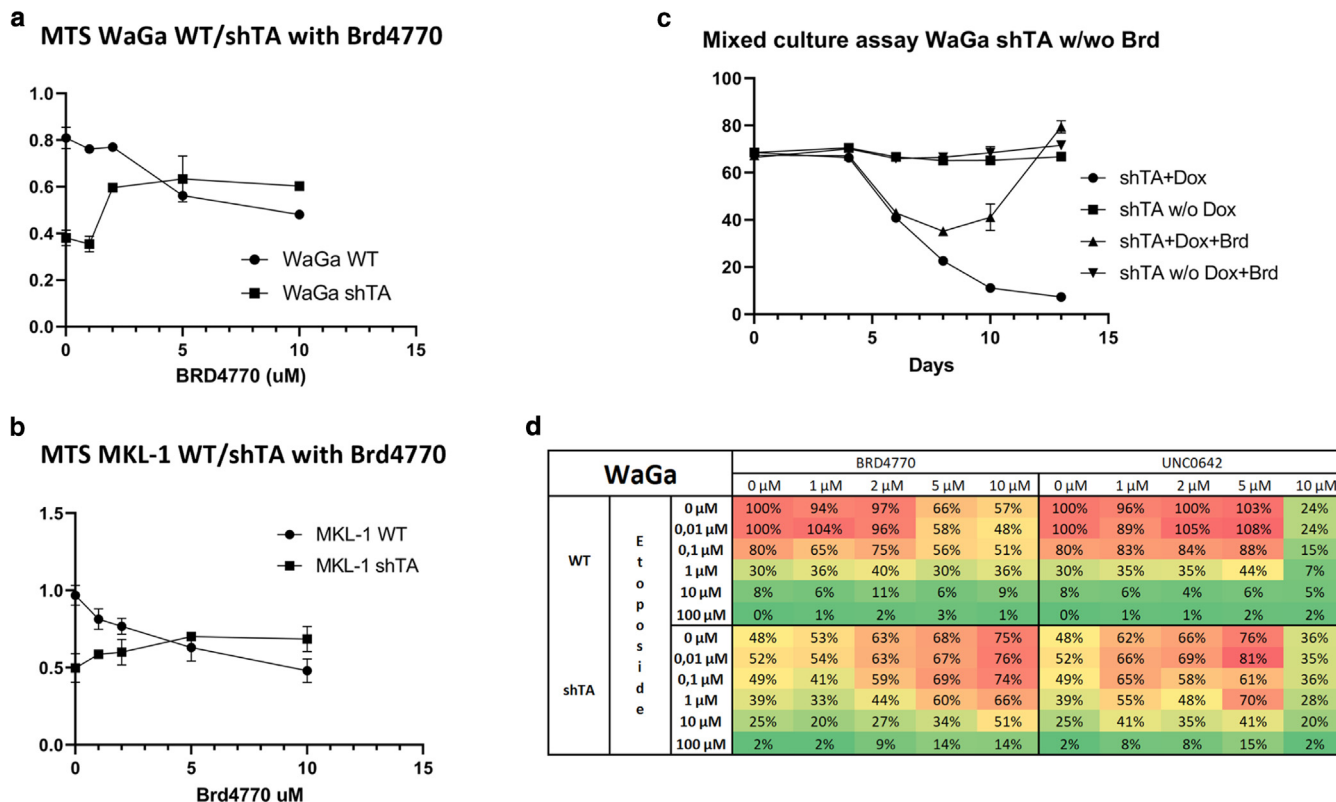 a
MTS WaGa WT/shTA with Brd4770
1.0
0.8
0.6
0.4
0.2
0.0
0 5 10 15
BRD4770 (uM)
WaGa WT
WaGa shTA
b
MTS MKL-1 WT/shTA with Brd4770
1.5
1.0
0.5
0.0
0 5 10 15
Brd4770 uM
MKL-1 WT
MKL-1 shTA
c
Mixed culture assay WaGa shTA w/wo Brd
100
80
60
40
20
0
0 5 10 15
Days
shTA+Dox
shTA w/o Dox
shTA+Dox+Brd
shTA w/o Dox+Brd
d
WaGa BRD4770 UNC0642
0 µM 1 µM 2 µM 5 µM 10 µM 0 µM 1 µM 2 µM 5 µM 10 µM
WT Etoposide
0 µM 100% 94% 97% 66% 57% 100% 96% 100% 103% 24%
0,01 µM 100% 104% 96% 58% 48% 100% 89% 105% 108% 24%
0,1 µM 80% 65% 75% 56% 51% 80% 83% 84% 88% 15%
1 µM 30% 36% 40% 30% 36% 30% 35% 35% 44% 7%
10 µM 8% 6% 11% 6% 9% 8% 6% 4% 6% 5%
100 µM 0% 1% 2% 3% 1% 0% 1% 1% 2% 2%
shTA
0 µM 48% 53% 63% 68% 75% 48% 62% 66% 76% 36%
0,01 µM 52% 54% 63% 67% 76% 52% 66% 69% 81% 35%
0,1 µM 49% 41% 59% 69% 74% 49% 65% 58% 61% 36%
1 µM 39% 33% 44% 60% 66% 39% 55% 48% 70% 28%
10 µM 25% 20% 27% 34% 51% 25% 41% 35% 41% 20%
100 µM 2% 2% 9% 14% 14% 2% 8% 8% 15% 2%